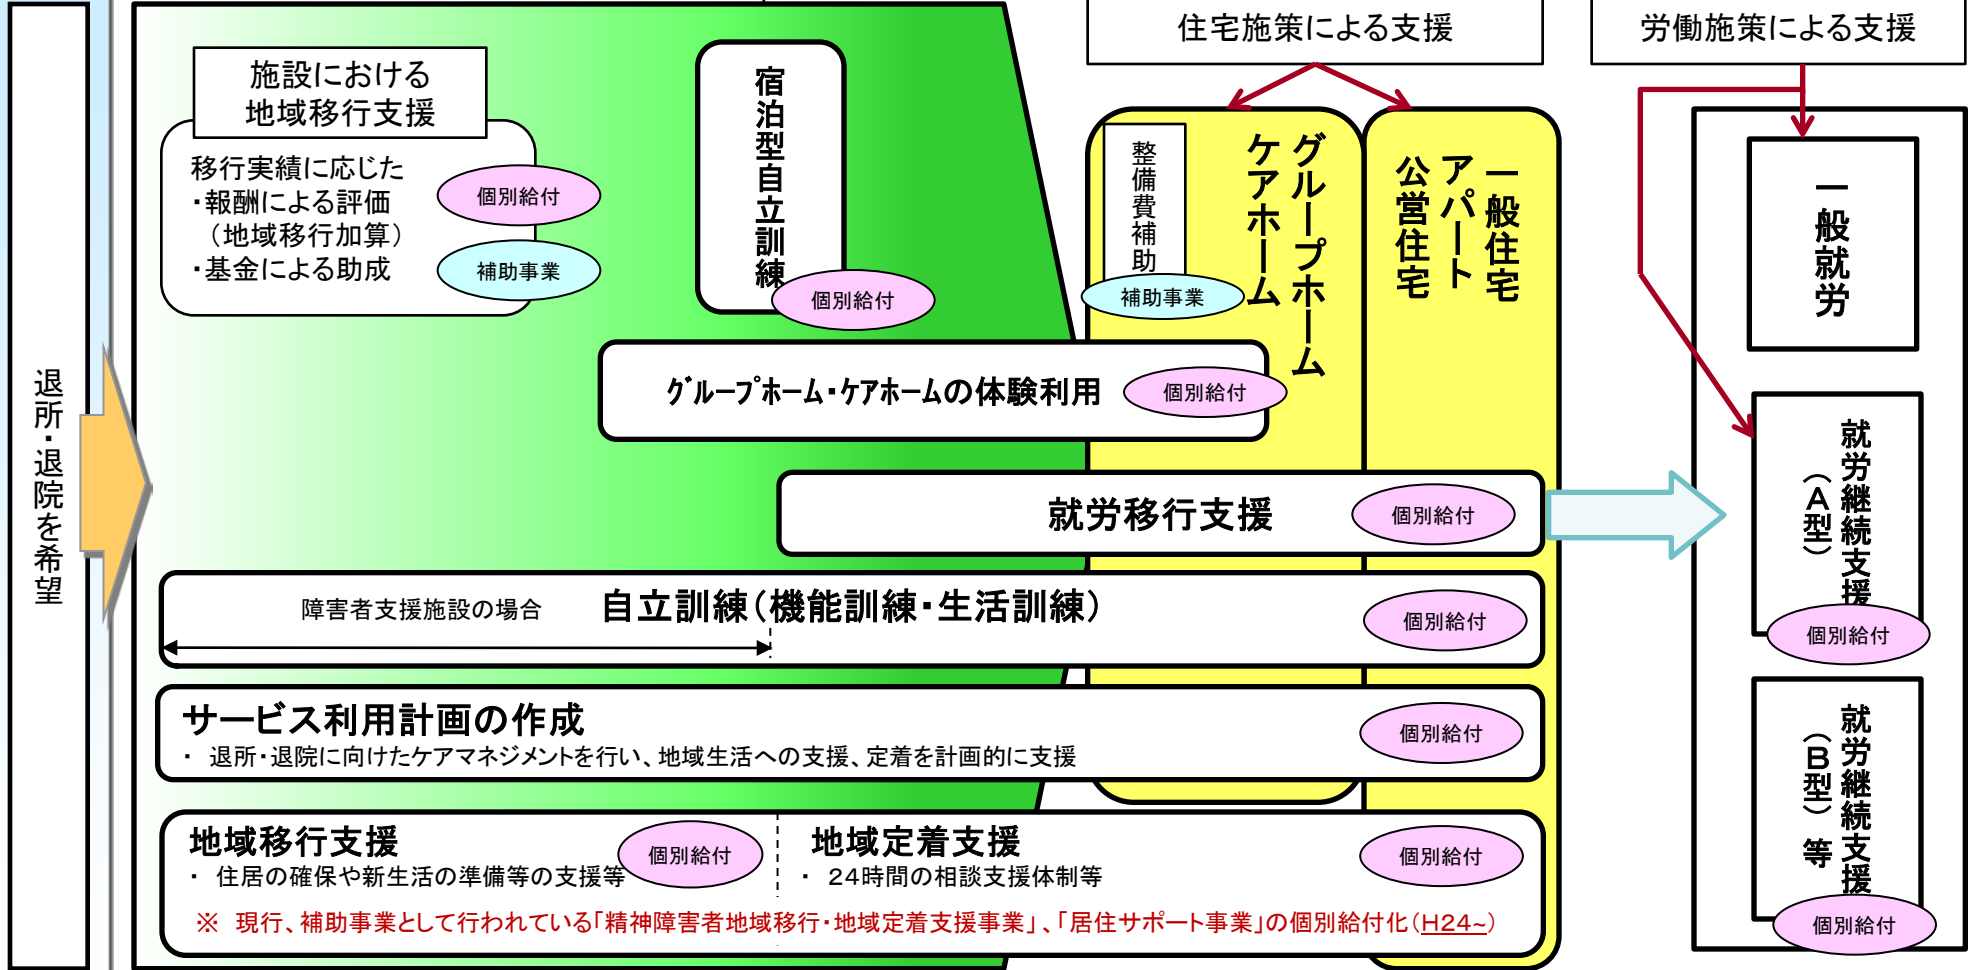 退所・退院を希望
住宅施策による支援
労働施策による支援
施設における
地域移行支援
移行実績に応じた
・報酬による評価
（地域移行加算）
・基金による助成
個別給付
補助事業
宿泊型自立訓練
個別給付
整備費補助
補助事業
グループホーム
ケアホーム
一般住宅
アパート
公営住宅
一般就労
グループホーム・ケアホームの体験利用
個別給付
就労移行支援
個別給付
就労継続支援
（A型）
個別給付
障害者支援施設の場合
自立訓練（機能訓練・生活訓練）
個別給付
サービス利用計画の作成
・ 退所・退院に向けたケアマネジメントを行い、地域生活への支援、定着を計画的に支援
個別給付
就労継続支援
（B型）等
個別給付
地域移行支援
・ 住居の確保や新生活の準備等の支援等
個別給付
地域定着支援
・ 24時間の相談支援体制等
個別給付
※ 現行、補助事業として行われている「精神障害者地域移行・地域定着支援事業」、「居住サポート事業」の個別給付化（H24~）